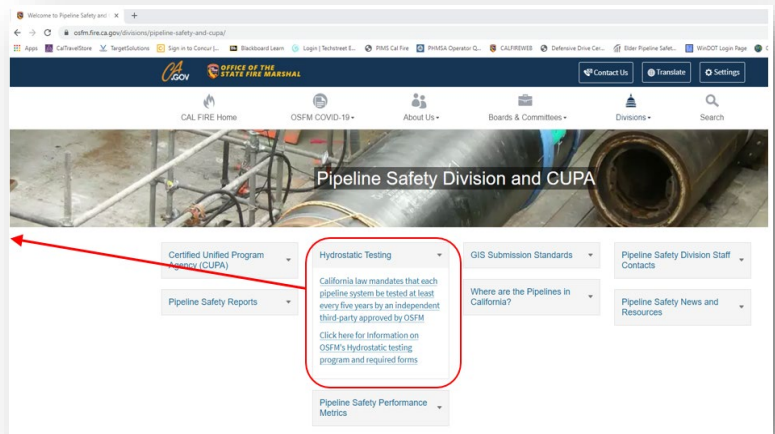 Welcome to Pipeline Safety and
osfm.fire.ca.gov/divisions/pipeline-safety-and-cupa/
Apps CalTravelStore TargetSolutions Sign in to Concur |... Blackboard Learn Login | Techstreet E... PIMS Cal Fire PHMSA Operator Q... CALFIREWEB Defensive Drive Cer... Elder Pipeline Safet... WinDOT Login Page
CA.GOV OFFICE OF THE
STATE FIRE MARSHAL
Contact Us Translate Settings
CAL FIRE Home OSFM COVID-19 About Us Boards & Committees Divisions Search
Pipeline Safety Division and CUPA
Certified Unified Program
Agency (CUPA)
Pipeline Safety Reports
Hydrostatic Testing
California law mandates that each
pipeline system be tested at least
every five years by an independent
third-party approved by OSFM
Click here for Information on
OSFM's Hydrostatic testing
program and required forms
Pipeline Safety Performance
Metrics
GIS Submission Standards
Where are the Pipelines in
California?
Pipeline Safety Division Staff
Contacts
Pipeline Safety News and
Resources